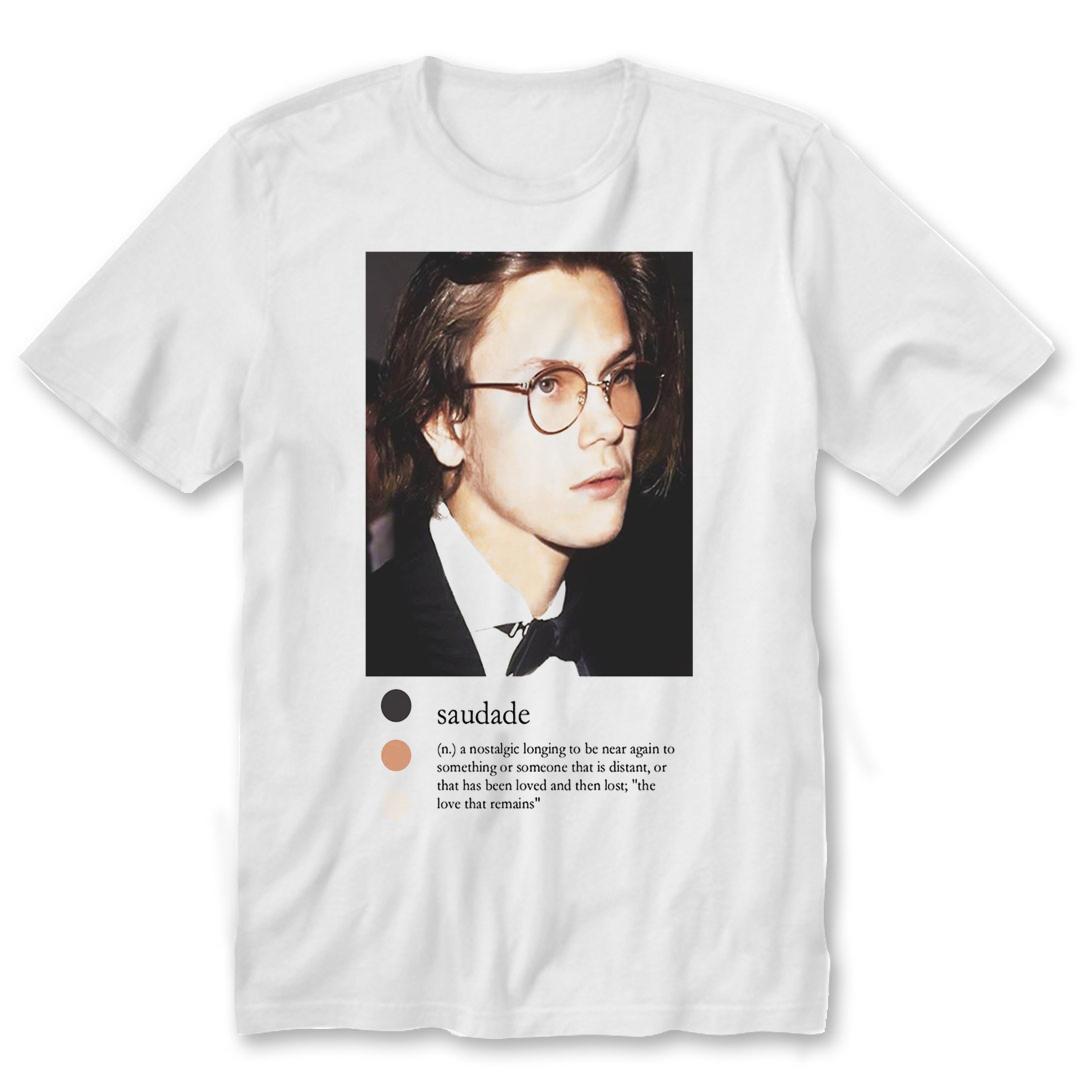 saudade
(n.) a nostalgic longing to be near again to
something or someone that is distant, or
that has been loved and then lost; "the
love that remains"